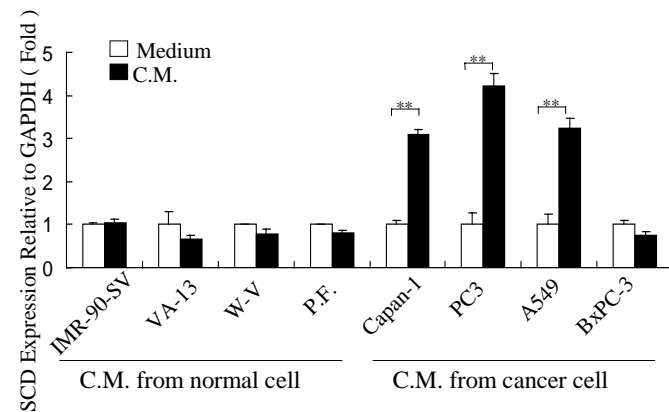 SCD Expression Relative to GAPDH ( Fold )
5
4
3
2
1
0
Medium
C.M.
**
**
**
IMR-90-SV
VA-13
W-V
P.F.
Capan-1
PC3
A549
BxPC-3
C.M. from normal cell
C.M. from cancer cell